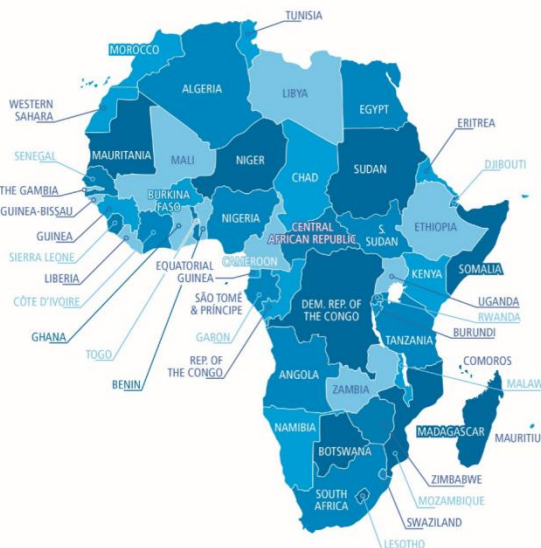 TUNISIA
MOROCCO
ALGERIA
LIBYA
EGYPT
WESTERN
SAHARA
ERITREA
SENEGAL
MAURITANIA
MALI
NIGER
SUDAN
DJIBOUTI
CHAD
THE GAMBIA
BURKINA
FASO
GUINEA-BISSAU
NIGERIA
ETHIOPIA
GUINEA
CENTRAL
AFRICAN REPUBLIC
S.
SUDAN
SIERRA LEONE
CAMEROON
LIBERIA
EQUATORIAL
GUINEA
KENYA
SOMALIA
CÔTE D'IVOIRE
SÃO TOMÉ
& PRÍNCIPE
DEM. REP. OF
THE CONGO
UGANDA
RWANDA
GHANA
GABON
BURUNDI
TOGO
REP. OF
THE CONGO
TANZANIA
BENIN
COMOROS
ANGOLA
ZAMBIA
MALAW
NAMIBIA
MADAGASCAR
MAURITIU
BOTSWANA
ZIMBABWE
SOUTH
AFRICA
MOZAMBIQUE
SWAZILAND
LESOTHO